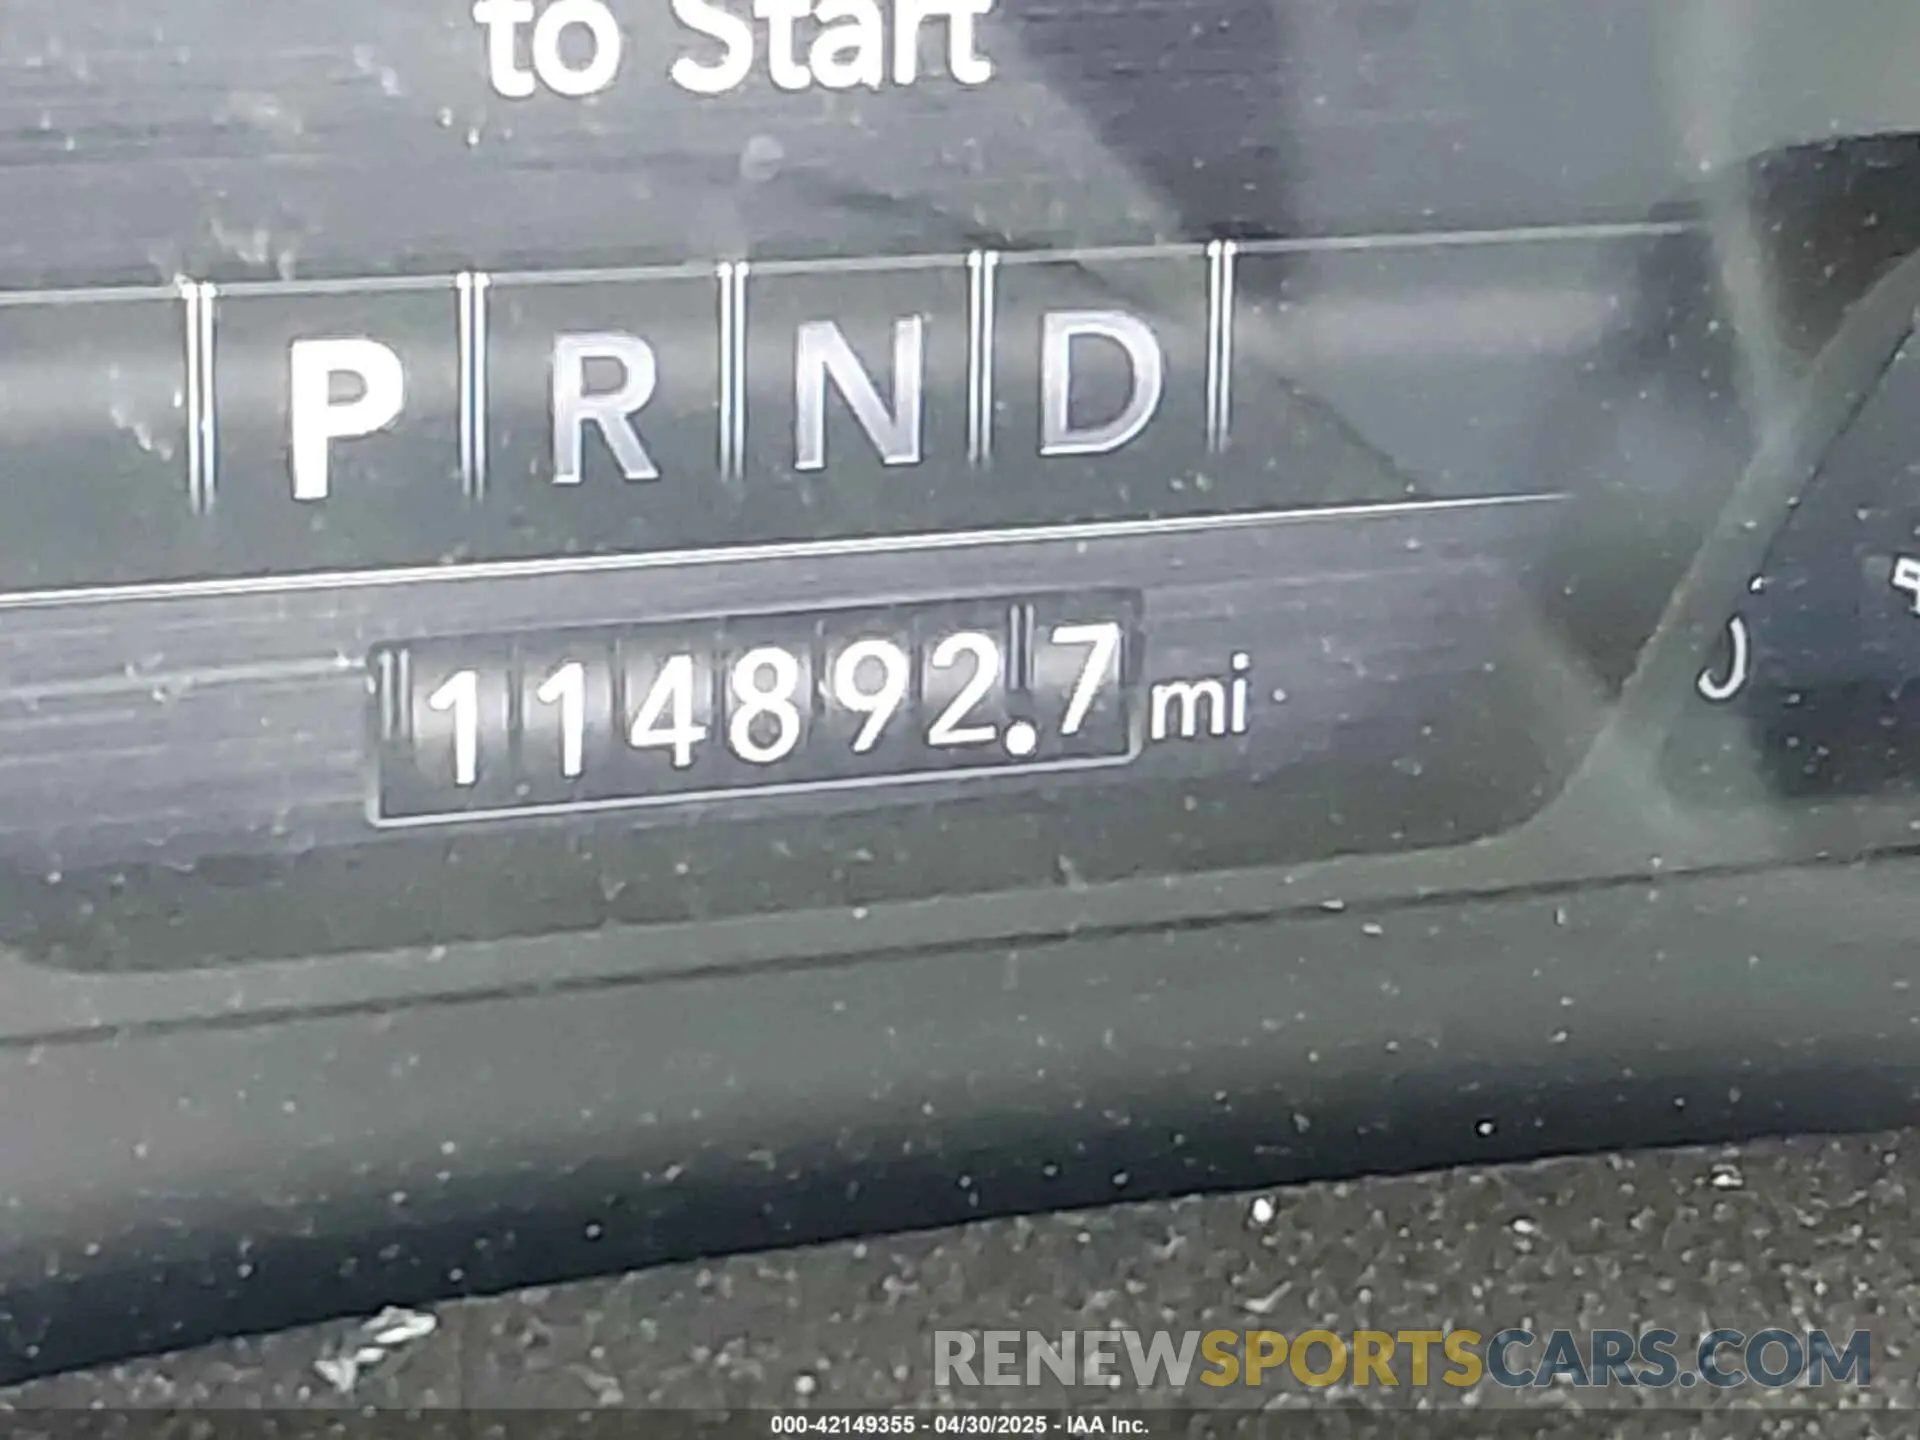 to Start
P R N D
114892.7 mi
RENEWSPORTSCARS.COM
000-42149355 - 04/30/2025 - IAA Inc.